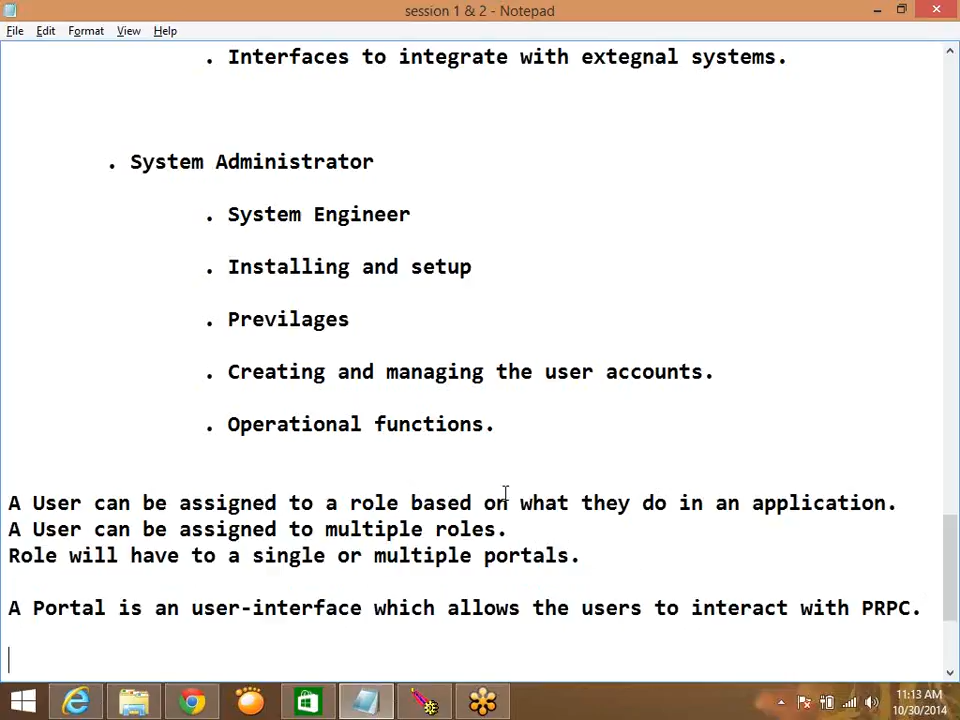 session 1 & 2 - Notepad
File Edit Format View Help
. Interfaces to integrate with extegnal systems.
. System Administrator
. System Engineer
. Installing and setup
. Previlages
. Creating and managing the user accounts.
. Operational functions.
A User can be assigned to a role based on what they do in an application.
A User can be assigned to multiple roles.
Role will have to a single or multiple portals.
A Portal is an user-interface which allows the users to interact with PRPC.
11:13 AM
10/30/2014